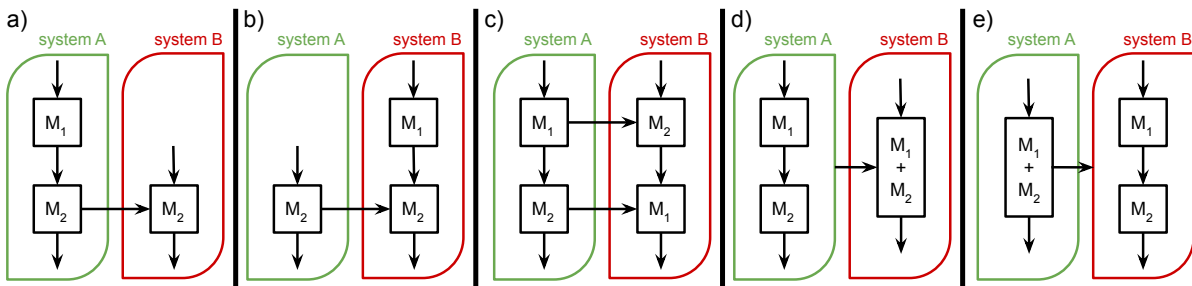 a)
system A
system B
M₁
M₂
M₂
b)
system A
system B
M₁
M₂
M₂
c)
system A
system B
M₁
M₂
M₂
M₁
d)
system A
system B
M₁
M₂
M₁
+
M₂
e)
system A
system B
M₁
+
M₂
M₁
M₂